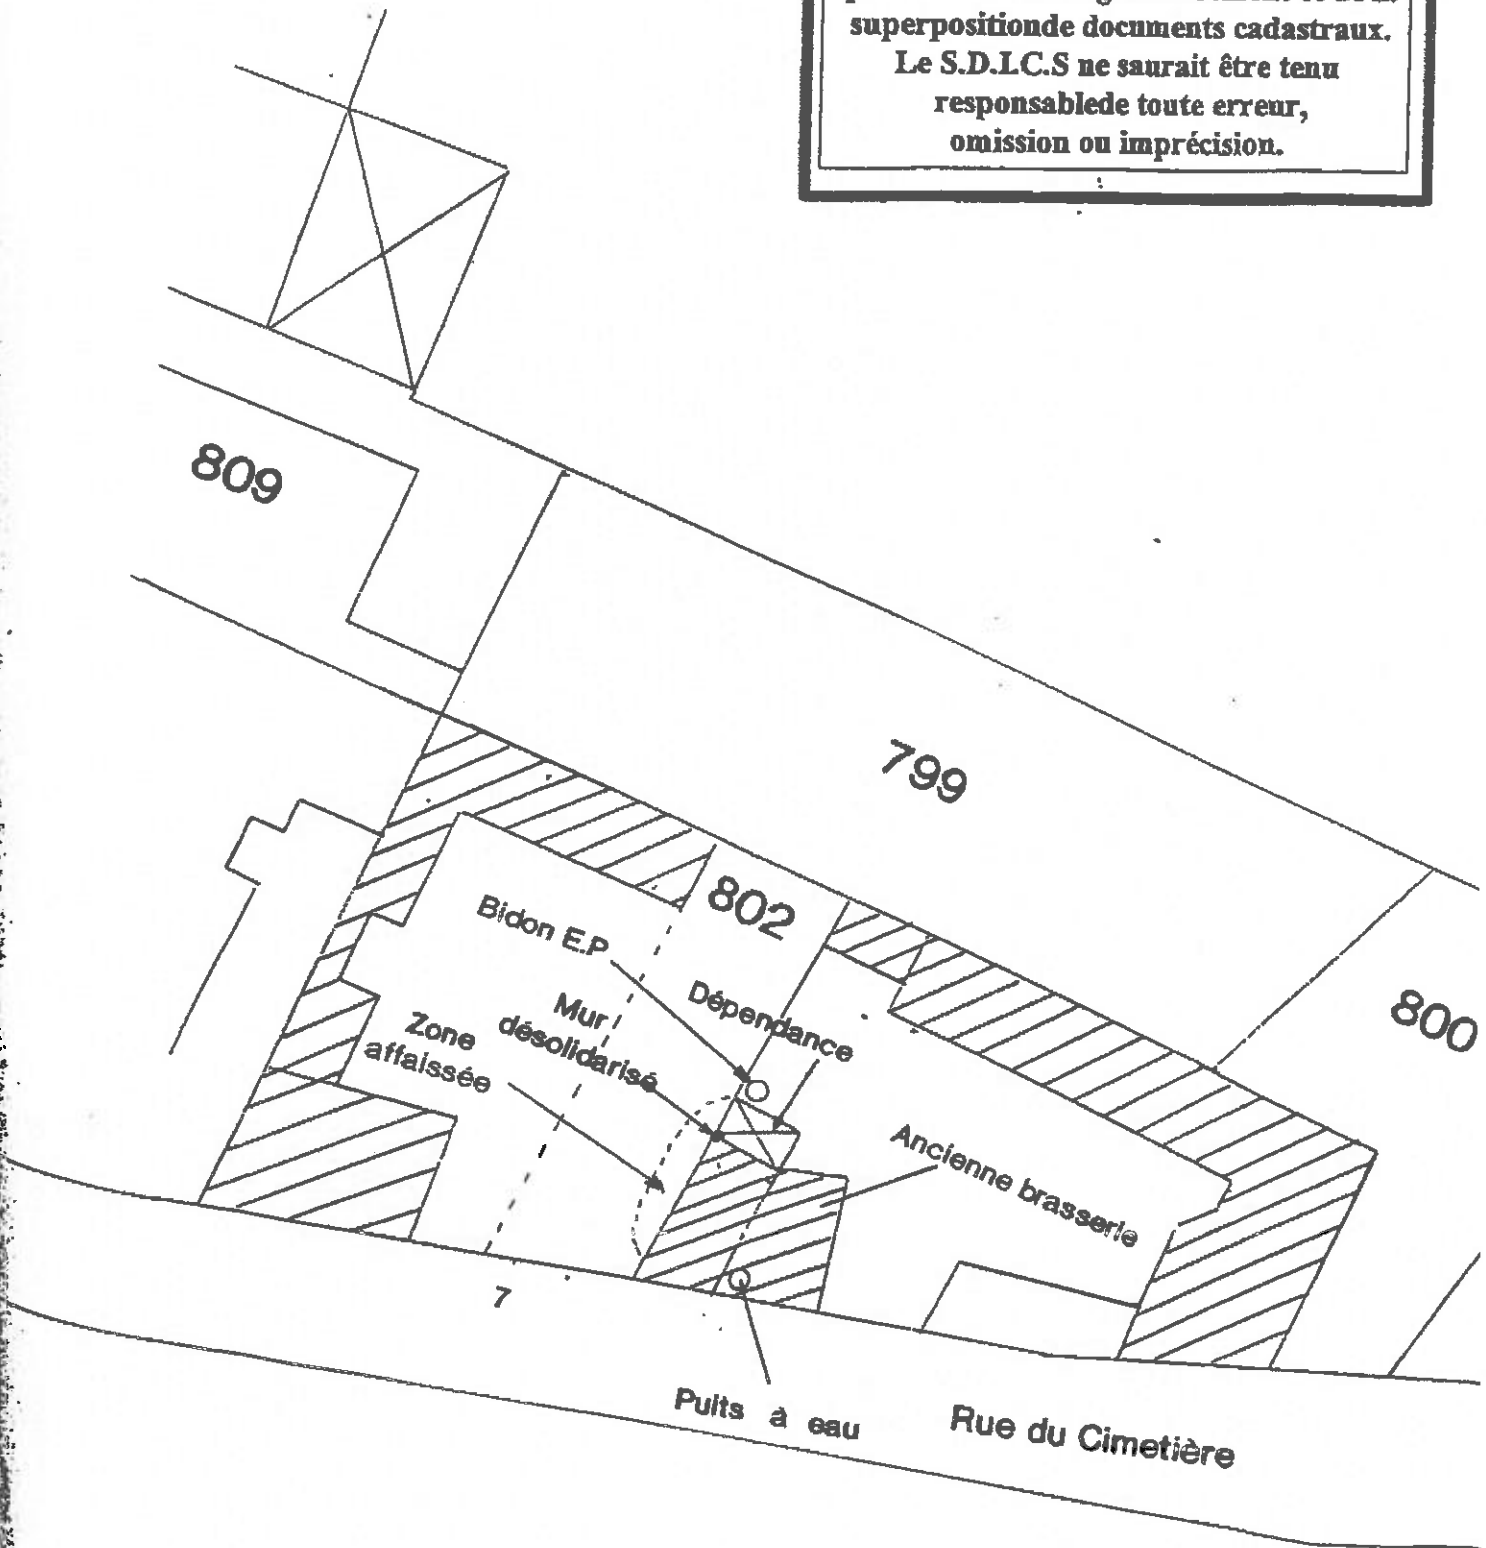 superpositionde documents cadastraux.
Le S.D.I.C.S ne saurait être tenu
responsablede toute erreur,
omission ou imprécision.
809
799
802
Bidon E.P
Dépendance
800
Mur
désolidarisé
Zone
affaissée
Ancienne brasserie
7
Puits à eau
Rue du Cimetière